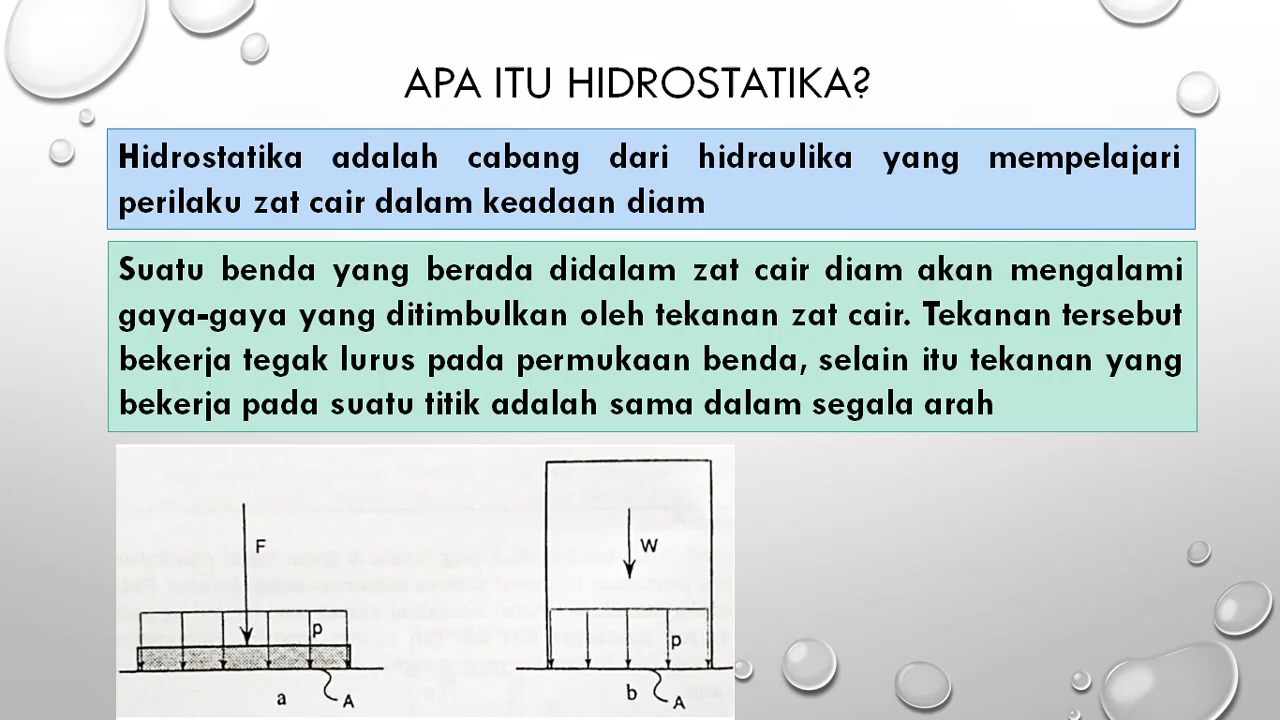 APA ITU HIDROSTATIKA?
Hidrostatika adalah cabang dari hidraulika yang mempelajari
perilaku zat cair dalam keadaan diam
Suatu benda yang berada didalam zat cair diam akan mengalami
gaya-gaya yang ditimbulkan oleh tekanan zat cair. Tekanan tersebut
bekerja tegak lurus pada permukaan benda, selain itu tekanan yang
bekerja pada suatu titik adalah sama dalam segala arah
F
p
a
A
W
p
b
A